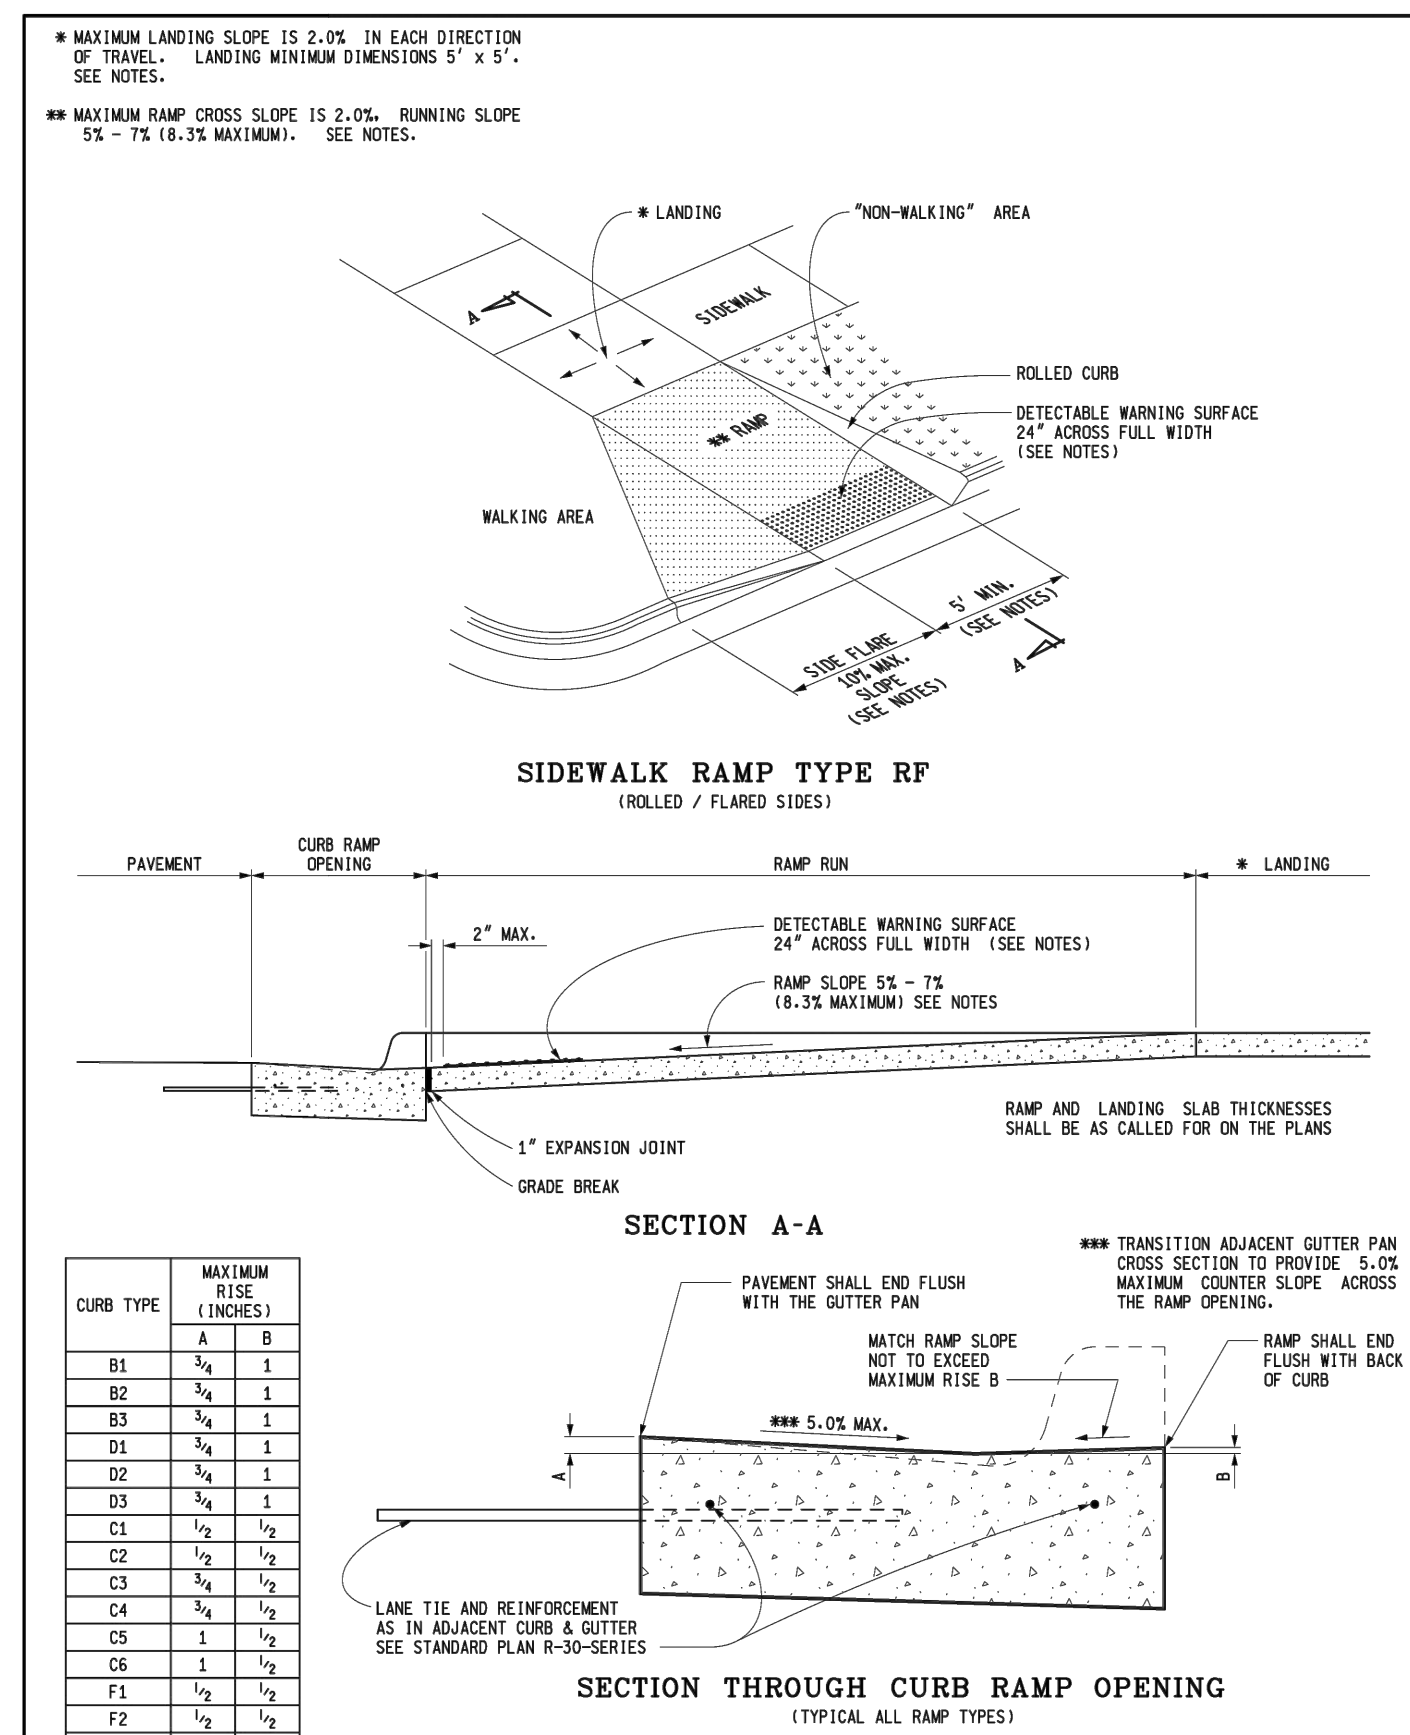 * MAXIMUM LANDING SLOPE IS 2.0% IN EACH DIRECTION
OF TRAVEL. LANDING MINIMUM DIMENSIONS 5' x 5'.
SEE NOTES.
** MAXIMUM RAMP CROSS SLOPE IS 2.0%. RUNNING SLOPE
5% - 7% (8.3% MAXIMUM). SEE NOTES.
* LANDING
"NON-WALKING" AREA
A
SIDEWALK
ROLLED CURB
DETECTABLE WARNING SURFACE
24" ACROSS FULL WIDTH
(SEE NOTES)
** RAMP
WALKING AREA
5' MIN.
(SEE NOTES)
SIDE FLARE
10% MAX.
SLOPE
(SEE NOTES)
A
SIDEWALK RAMP TYPE RF
(ROLLED / FLARED SIDES)
PAVEMENT
CURB RAMP
OPENING
RAMP RUN
* LANDING
2" MAX.
DETECTABLE WARNING SURFACE
24" ACROSS FULL WIDTH (SEE NOTES)
RAMP SLOPE 5% - 7%
(8.3% MAXIMUM) SEE NOTES
RAMP AND LANDING SLAB THICKNESSES
SHALL BE AS CALLED FOR ON THE PLANS
1" EXPANSION JOINT
GRADE BREAK
SECTION A-A
CURB TYPE
MAXIMUM
RISE
(INCHES)
A B
B1 3/4 1
B2 3/4 1
B3 3/4 1
D1 3/4 1
D2 3/4 1
D3 3/4 1
C1 1/2 1/2
C2 1/2 1/2
C3 3/4 1/2
C4 3/4 1/2
C5 1 1/2
C6 1 1/2
F1 1/2 1/2
F2 1/2 1/2
*** TRANSITION ADJACENT GUTTER PAN
CROSS SECTION TO PROVIDE 5.0%
MAXIMUM COUNTER SLOPE ACROSS
THE RAMP OPENING.
PAVEMENT SHALL END FLUSH
WITH THE GUTTER PAN
MATCH RAMP SLOPE
NOT TO EXCEED
MAXIMUM RISE B
RAMP SHALL END
FLUSH WITH BACK
OF CURB
*** 5.0% MAX.
A
B
LANE TIE AND REINFORCEMENT
AS IN ADJACENT CURB & GUTTER
SEE STANDARD PLAN R-30-SERIES
SECTION THROUGH CURB RAMP OPENING
(TYPICAL ALL RAMP TYPES)